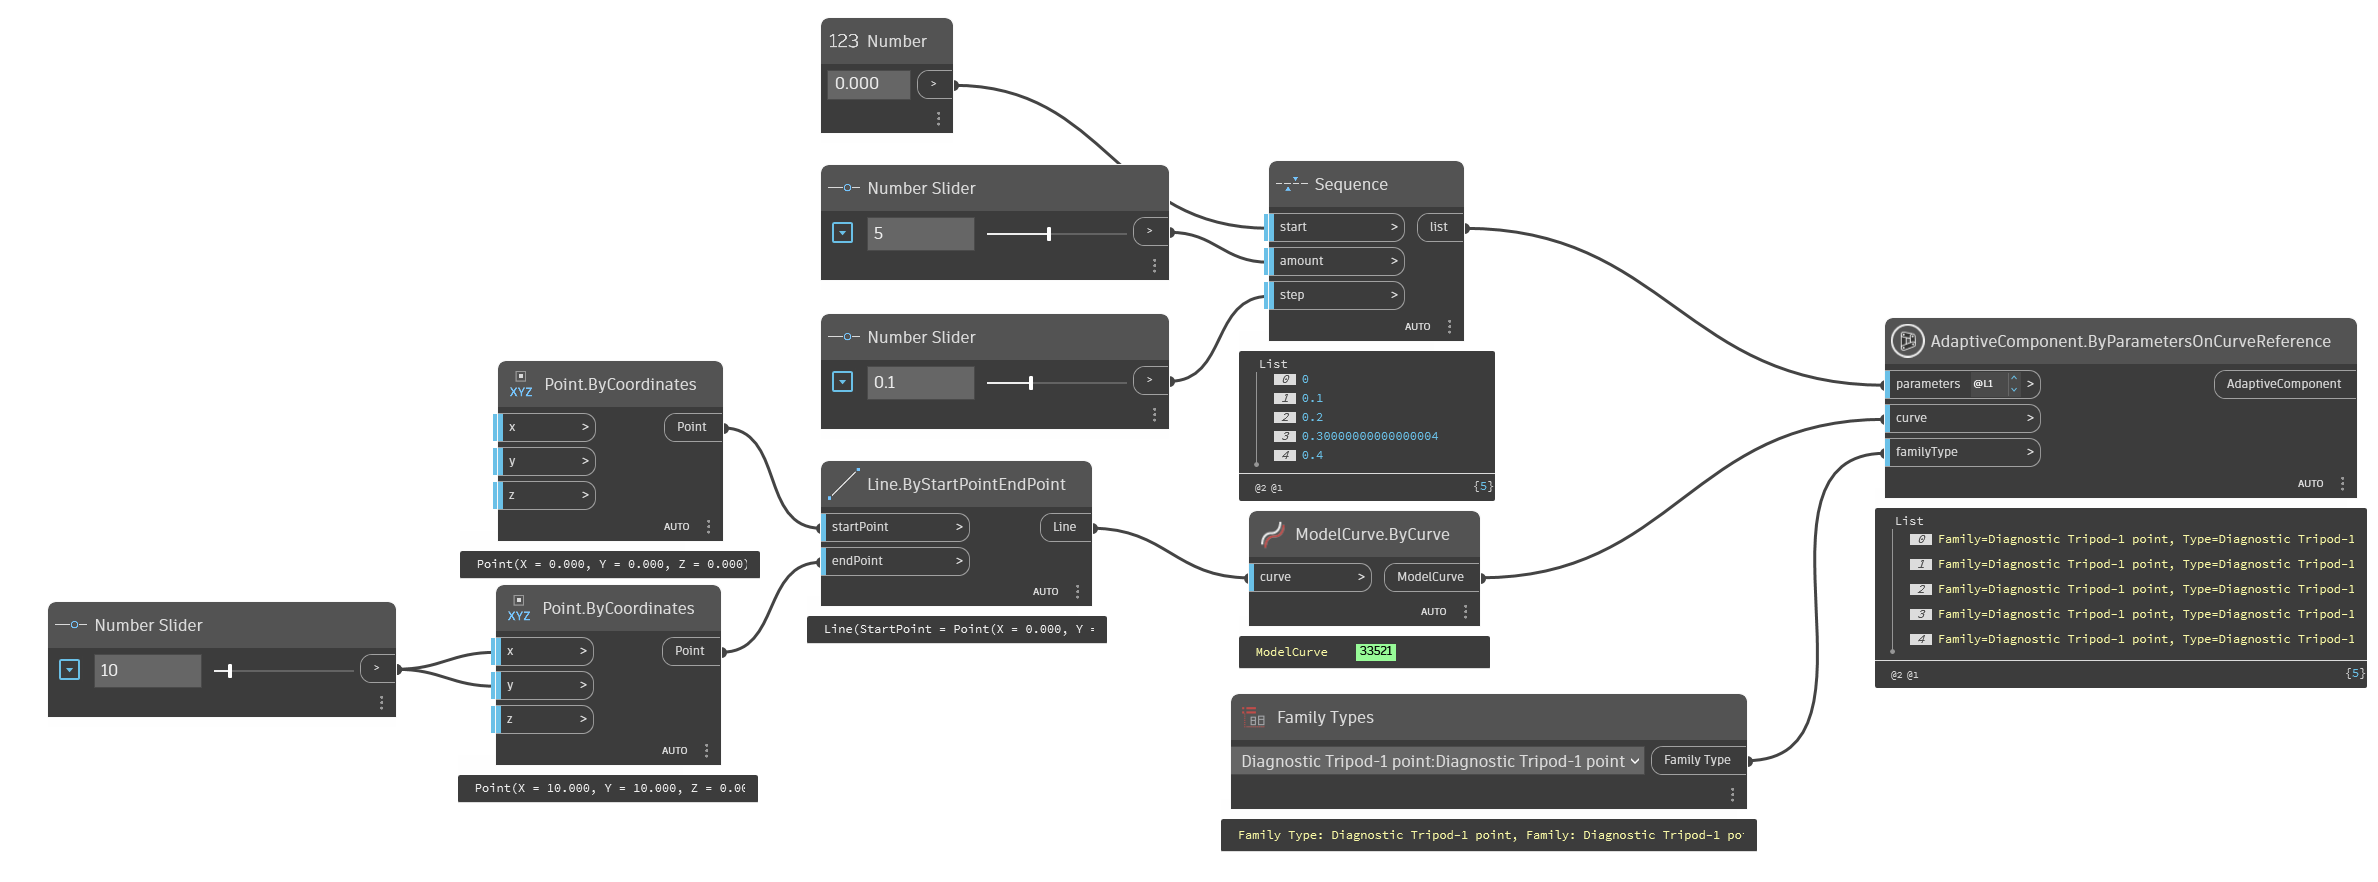 123 Number
0.000
>
Number Slider
5
>
Number Slider
0.1
>
Sequence
start >
list
amount >
step >
AUTO
List
0 0
1 0.1
2 0.2
3 0.30000000000000004
4 0.4
@2 @1 {5}
XYZ Point.ByCoordinates
x >
Point
y >
z >
AUTO
Point(X = 0.000, Y = 0.000, Z = 0.000)
Number Slider
10
>
XYZ Point.ByCoordinates
x >
Point
y >
z >
AUTO
Point(X = 10.000, Y = 10.000, Z = 0.00
Line.ByStartPointEndPoint
startPoint >
Line
endPoint >
AUTO
Line(StartPoint = Point(X = 0.000, Y =
ModelCurve.ByCurve
curve >
ModelCurve
AUTO
ModelCurve 33521
Family Types
Diagnostic Tripod-1 point:Diagnostic Tripod-1 point
Family Type
Family Type: Diagnostic Tripod-1 point, Family: Diagnostic Tripod-1 po
AdaptiveComponent.ByParametersOnCurveReference
parameters @L1 >
AdaptiveComponent
curve >
familyType >
AUTO
List
0 Family=Diagnostic Tripod-1 point, Type=Diagnostic Tripod-1
1 Family=Diagnostic Tripod-1 point, Type=Diagnostic Tripod-1
2 Family=Diagnostic Tripod-1 point, Type=Diagnostic Tripod-1
3 Family=Diagnostic Tripod-1 point, Type=Diagnostic Tripod-1
4 Family=Diagnostic Tripod-1 point, Type=Diagnostic Tripod-1
@2 @1 {5}